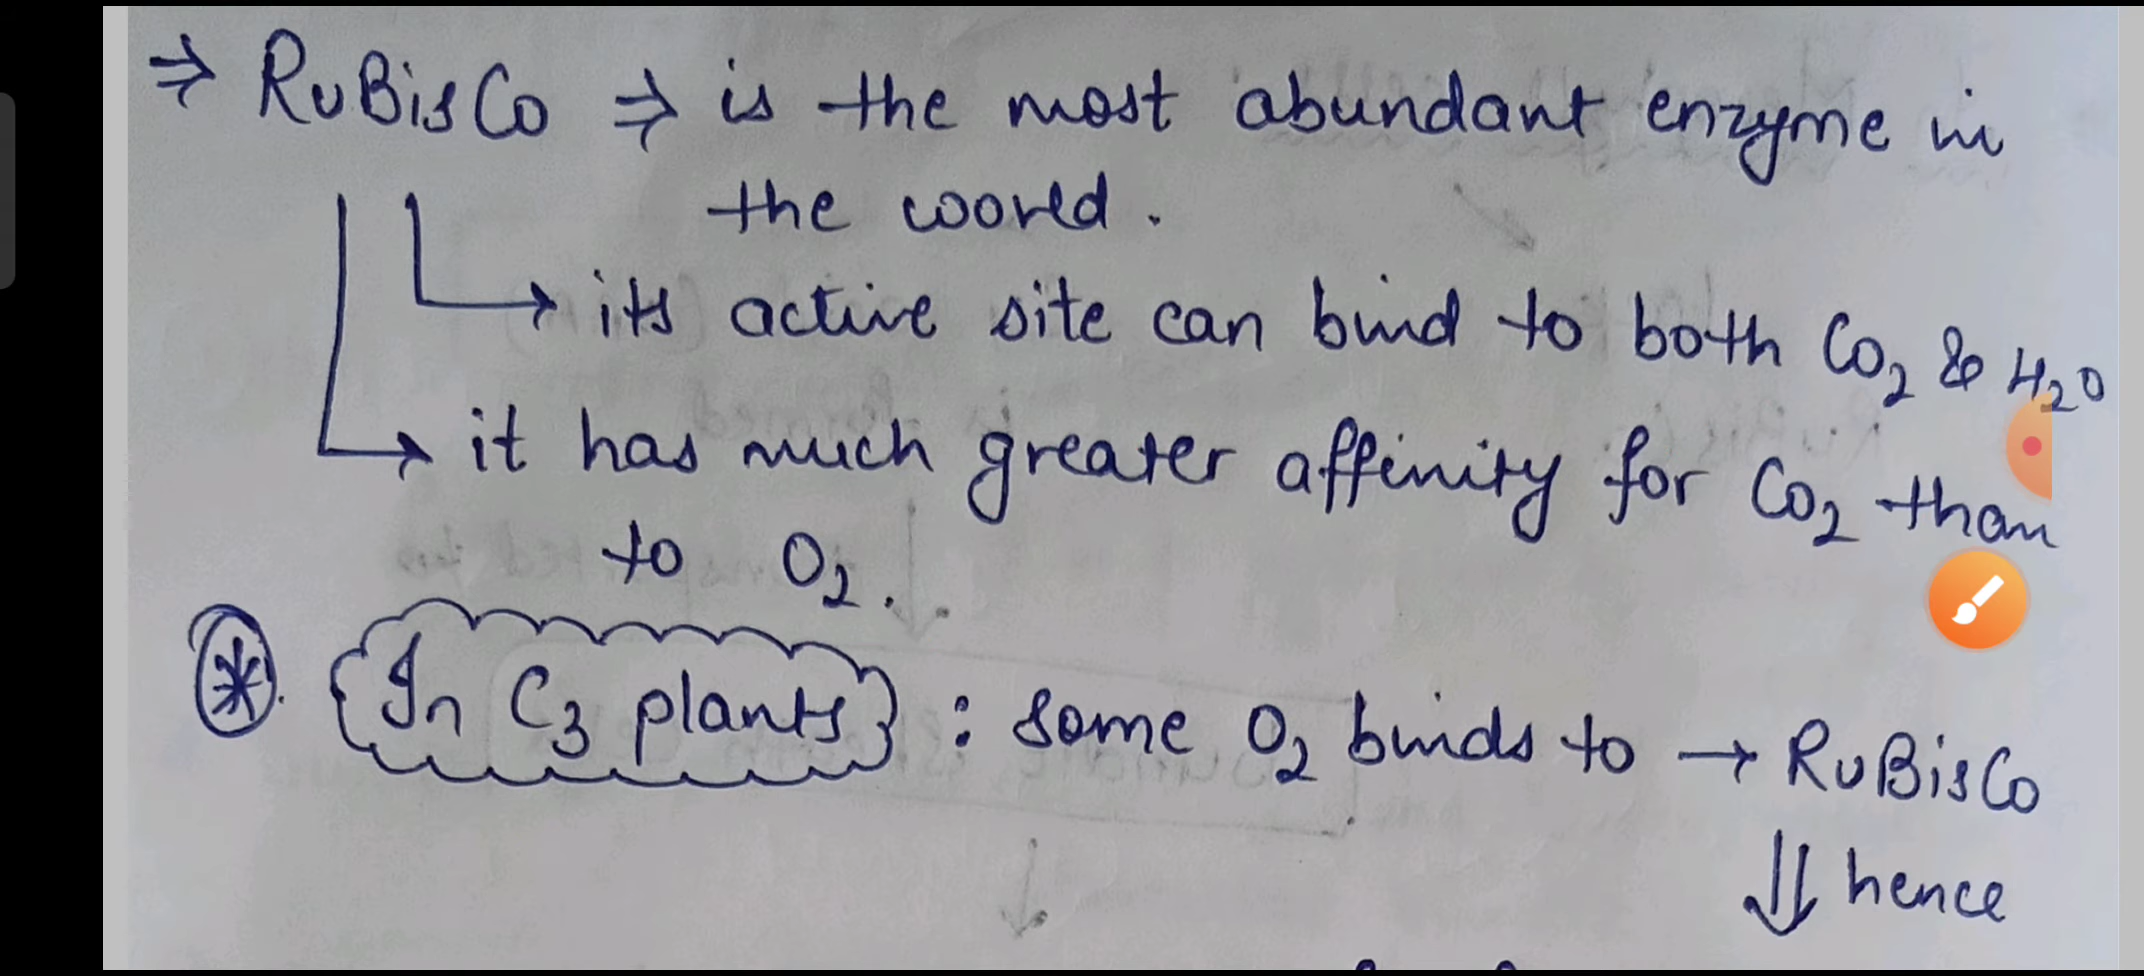 ⇒ RuBisCo ⇒ is the most abundant enzyme in
the woorld.
→ its active site can bind to both Co₂ & H₂O
→ it has much greater affinity for Co₂ than
to O₂.
⊛. {In C₃ plants} : some O₂ binds to → RuBisCo
⇓ hence